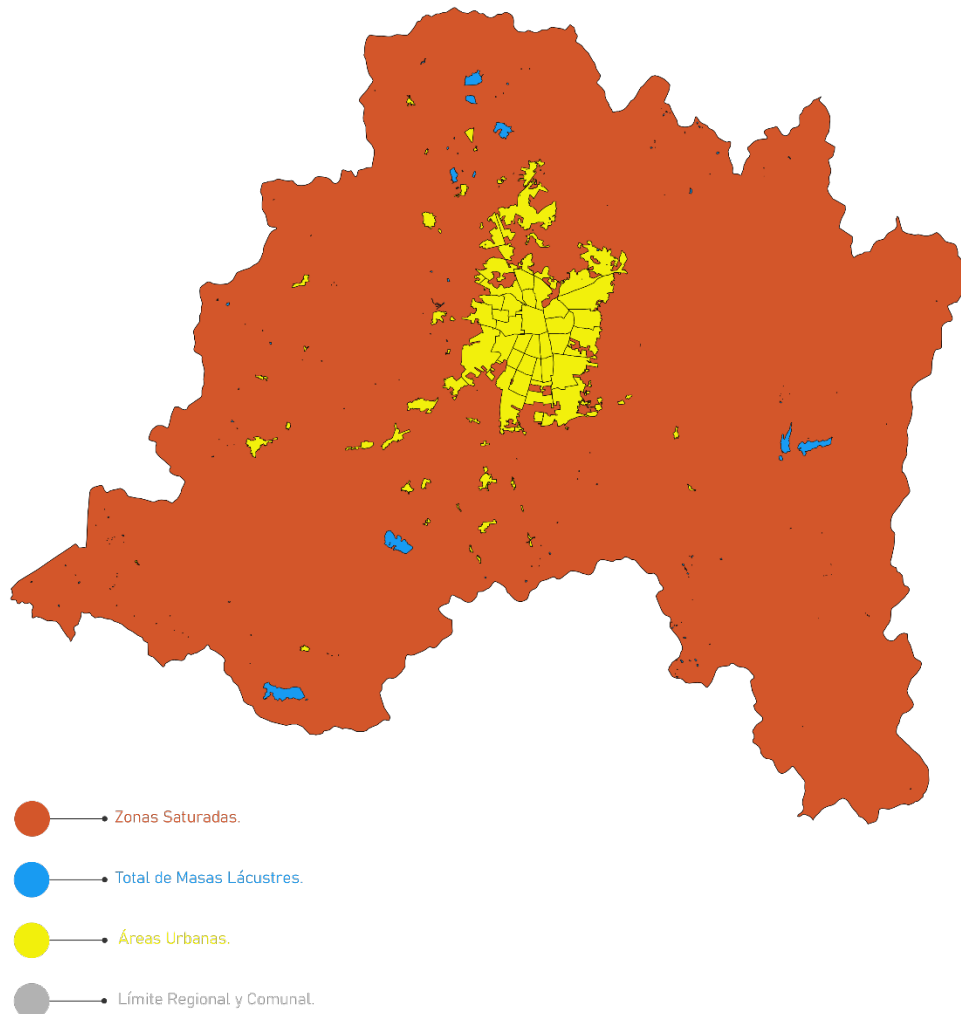 Zonas Saturadas.
Total de Masas Lácustres.
Áreas Urbanas.
Límite Regional y Comunal.